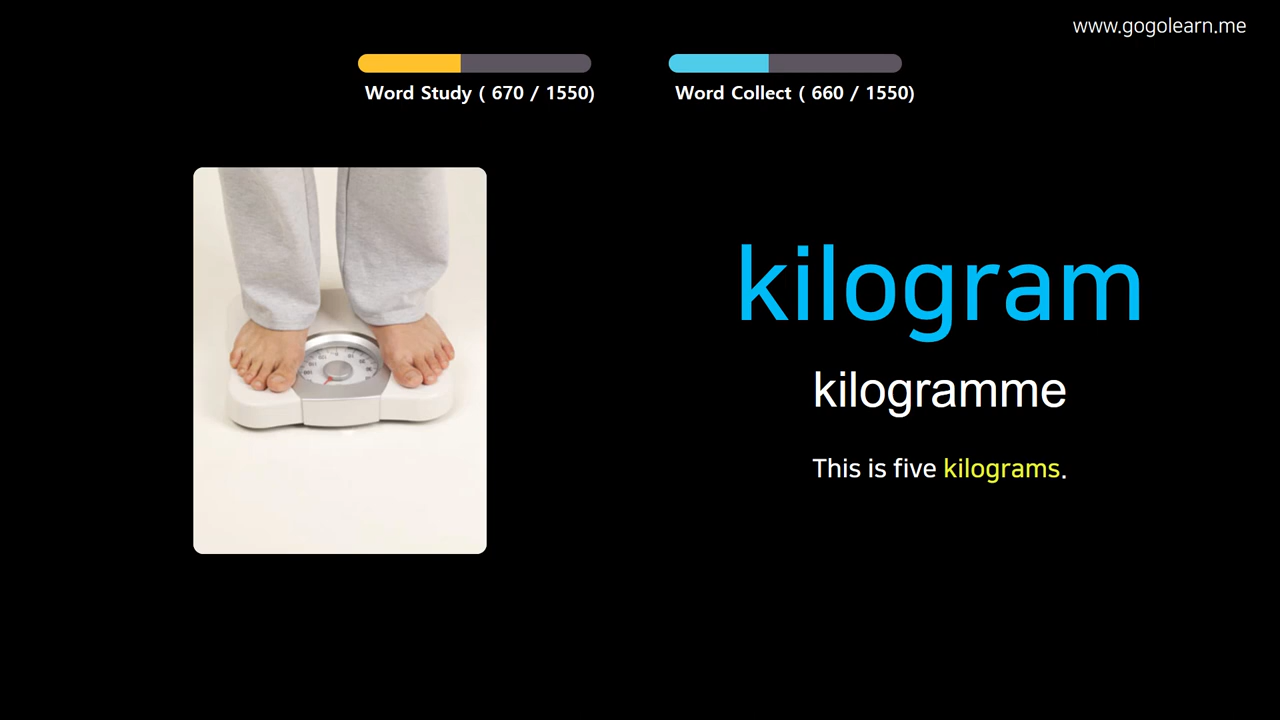 www.gogolearn.me
Word Study ( 670 / 1550)
Word Collect ( 660 / 1550)
kilogram
kilogramme
This is five kilograms.